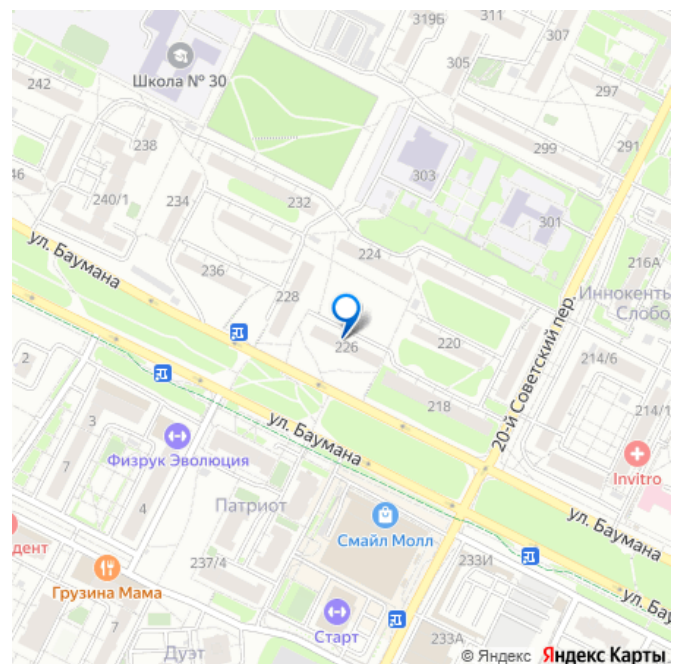 319Б
311
307
305
Школа № 30
242
297
238
299
291
303
46
240/1
234
232
301
224
216А
ул. Баумана
236
Иннокенть
Слобо
228
20-й Советский пер.
226
220
214/6
2
218
214/1
3
ул. Баумана
Физрук Эволюция
7
Invitro
Патриот
4
ул. Баумана
Смайл Молл
дент
237/4
233И
Грузина Мама
ул. Бау
7
Старт
233А
Дуэт
© Яндекс Яндекс Карты